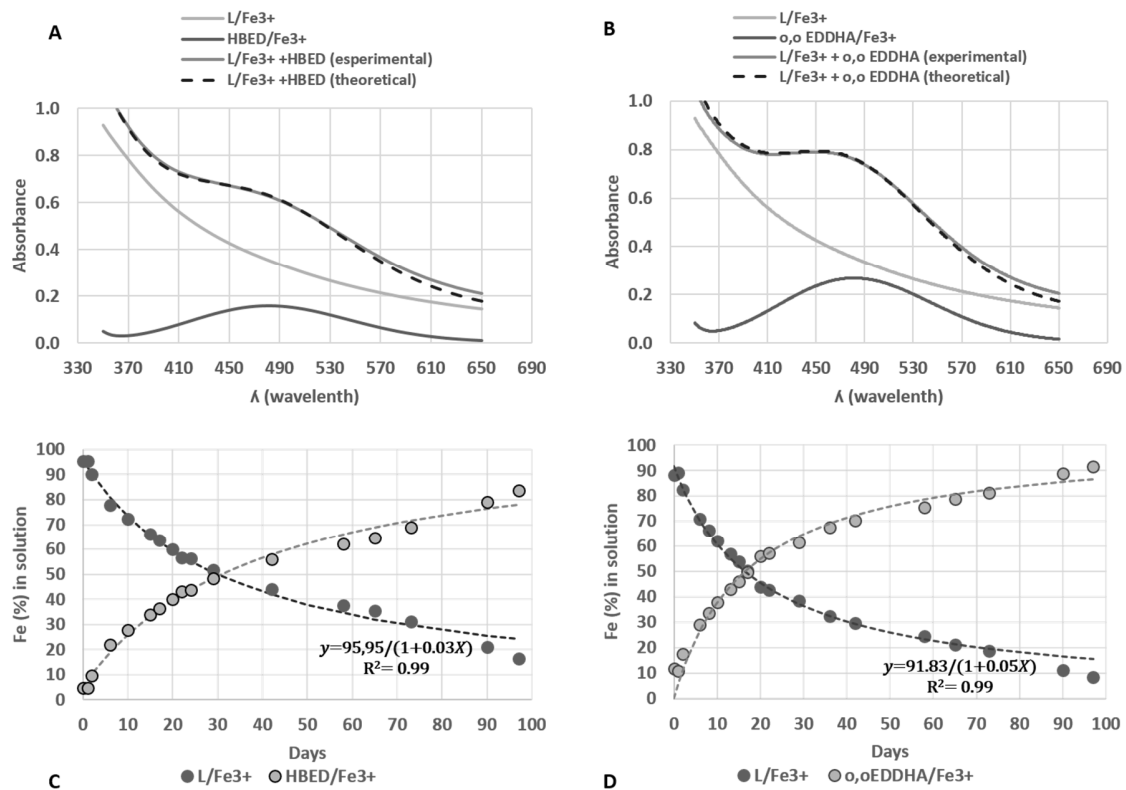 A
L/Fe3+
HBED/Fe3+
L/Fe3+ +HBED (experimental)
L/Fe3+ +HBED (theoretical)
1.0
0.8
0.6
0.4
0.2
0.0
Absorbance
330 370 410 450 490 530 570 610 650 690
ʎ (wavelenth)
B
L/Fe3+
o,o EDDHA/Fe3+
L/Fe3+ + o,o EDDHA (experimental)
L/Fe3+ + o,o EDDHA (theoretical)
1.0
0.8
0.6
0.4
0.2
0.0
Absorbance
330 370 410 450 490 530 570 610 650 690
ʎ (wavelenth)
100
90
80
70
60
50
40
30
20
10
0
Fe (%) in solution
y=95,95/(1+0.03X)
R²= 0.99
0 10 20 30 40 50 60 70 80 90 100
Days
C
L/Fe3+ HBED/Fe3+
100
90
80
70
60
50
40
30
20
10
0
Fe (%) in solution
y=91.83/(1+0.05X)
R²= 0.99
0 10 20 30 40 50 60 70 80 90 100
Days
D
L/Fe3+ o,oEDDHA/Fe3+